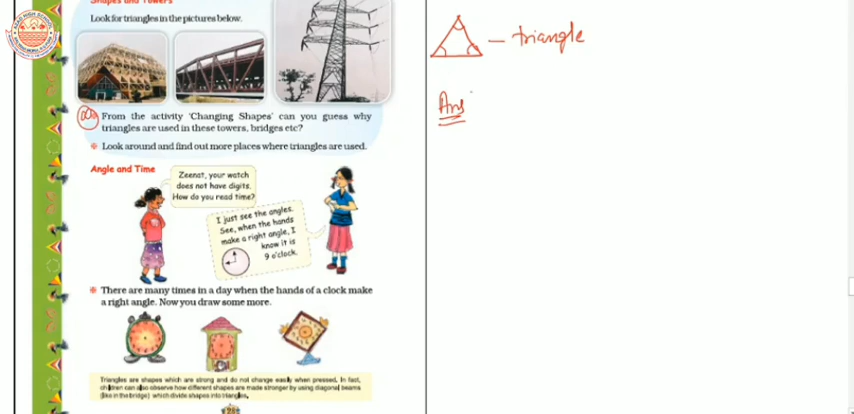 Shapes and Towers
Look for triangles in the pictures below.
From the activity 'Changing Shapes' can you guess why
triangles are used in these towers, bridges etc?
Look around and find out more places where triangles are used.
Angle and Time
Zeenat, your watch
does not have digits.
How do you read time?
I just see the angles.
See, when the hands
make a right angle, I
know it is
9 o'clock.
There are many times in a day when the hands of a clock make
a right angle. Now you draw some more.
Triangles are shapes which are strong and do not change easily when pressed. In fact,
children can also observe how different shapes are made stronger by using diagonal beams
(like in the bridge) which divide shapes into triangles.
– triangle
Ans